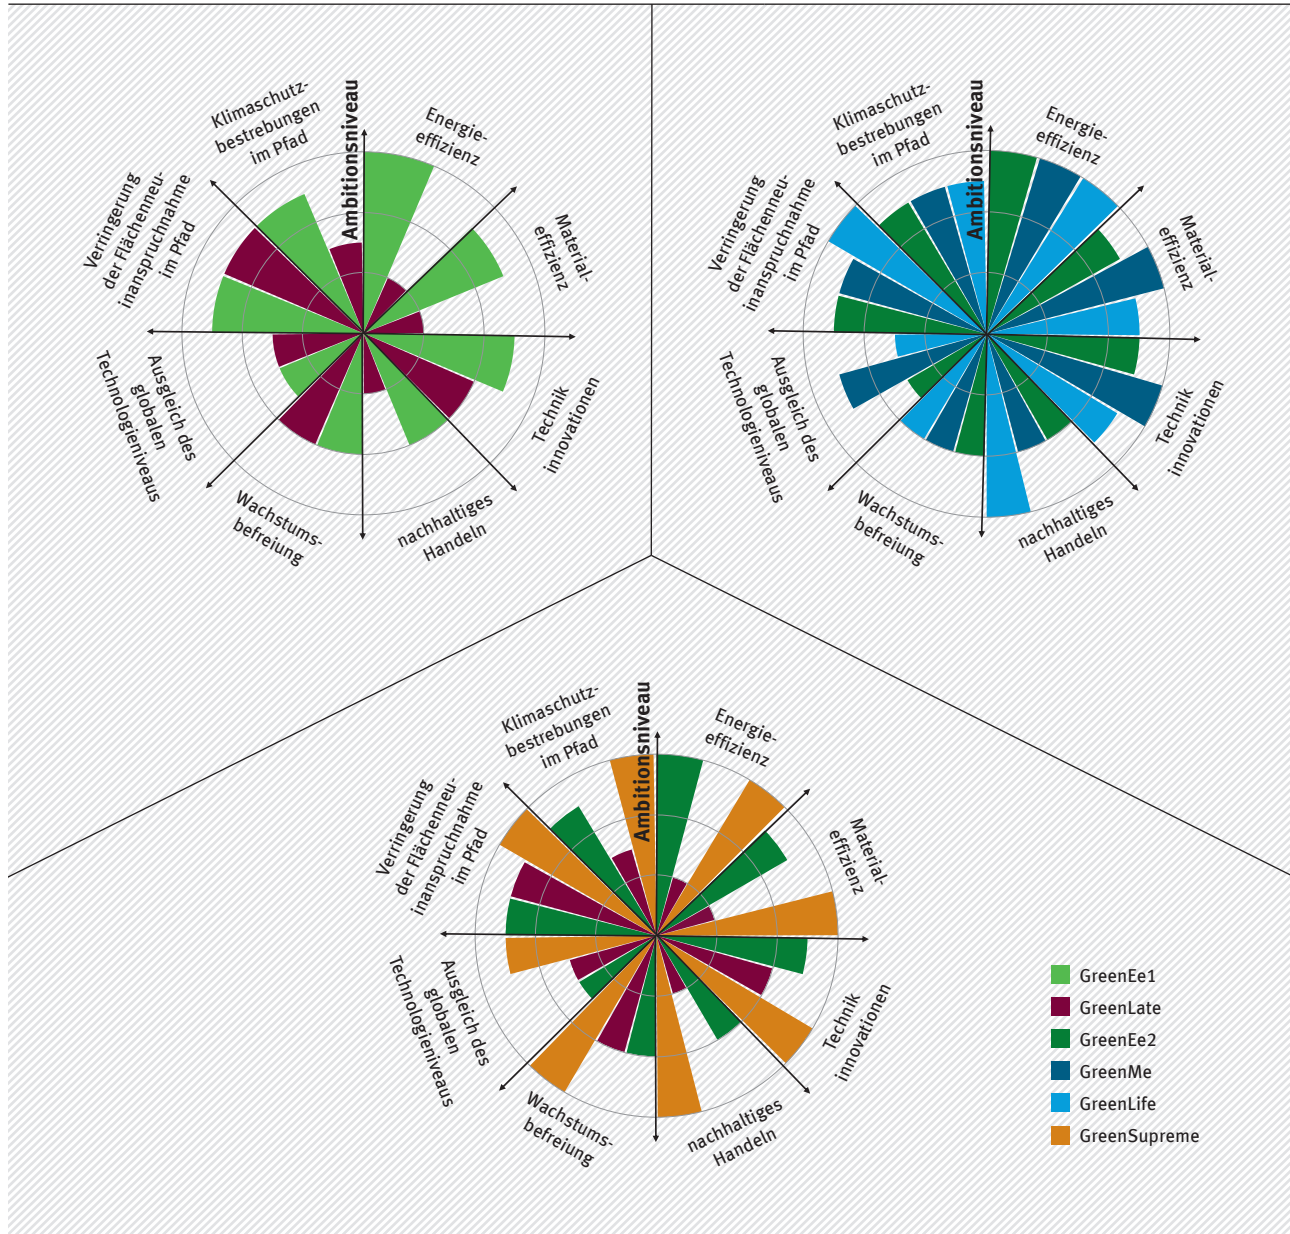 Klimaschutz-
bestrebungen
im Pfad
Ambitionsniveau
Energie-
effizienz
Material-
effizienz
Technik
innovationen
nachhaltiges
Handeln
Wachstums-
befreiung
Ausgleich des
globalen
Technologieniveaus
Verringerung
der Flächenneu-
inanspruchnahme
im Pfad
Klimaschutz-
bestrebungen
im Pfad
Ambitionsniveau
Energie-
effizienz
Material-
effizienz
Technik
innovationen
nachhaltiges
Handeln
Wachstums-
befreiung
Ausgleich des
globalen
Technologieniveaus
Verringerung
der Flächenneu-
inanspruchnahme
im Pfad
Klimaschutz-
bestrebungen
im Pfad
Ambitionsniveau
Energie-
effizienz
Material-
effizienz
Technik
innovationen
nachhaltiges
Handeln
Wachstums-
befreiung
Ausgleich des
globalen
Technologieniveaus
Verringerung
der Flächenneu-
inanspruchnahme
im Pfad
GreenEe1
GreenLate
GreenEe2
GreenMe
GreenLife
GreenSupreme